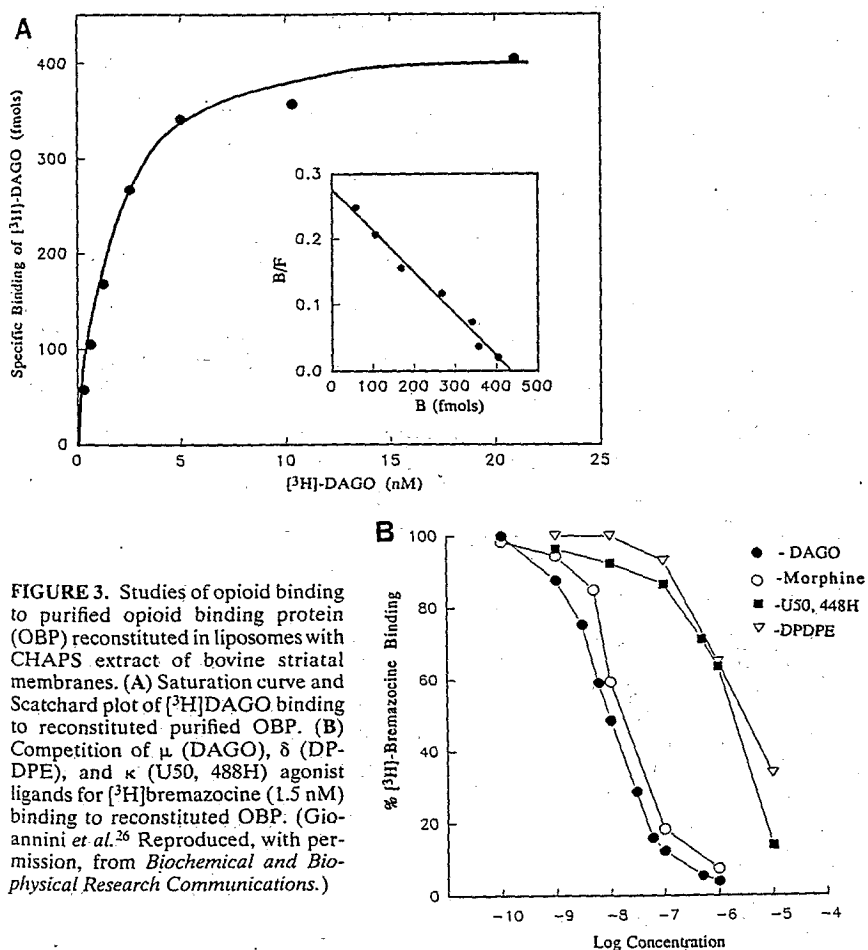 A
Specific Binding of [³H]-DAGO (fmols)
400
300
200
100
0
0
5
10
15
20
25
[³H]-DAGO (nM)
B/F
0.3
0.2
0.1
0.0
0
100
200
300
400
500
B (fmols)
FIGURE 3. Studies of opioid binding
to purified opioid binding protein
(OBP) reconstituted in liposomes with
CHAPS extract of bovine striatal
membranes. (A) Saturation curve and
Scatchard plot of [³H]DAGO binding
to reconstituted purified OBP. (B)
Competition of μ (DAGO), δ (DP-
DPE), and κ (U50, 488H) agonist
ligands for [³H]bremazocine (1.5 nM)
binding to reconstituted OBP. (Gio-
annini et al.²⁶ Reproduced, with per-
mission, from Biochemical and Bio-
physical Research Communications.)
B
% [³H]-Bremazocine Binding
100
80
60
40
20
0
-10
-9
-8
-7
-6
-5
-4
Log Concentration
- DAGO
-Morphine
-U50, 448H
-DPDPE